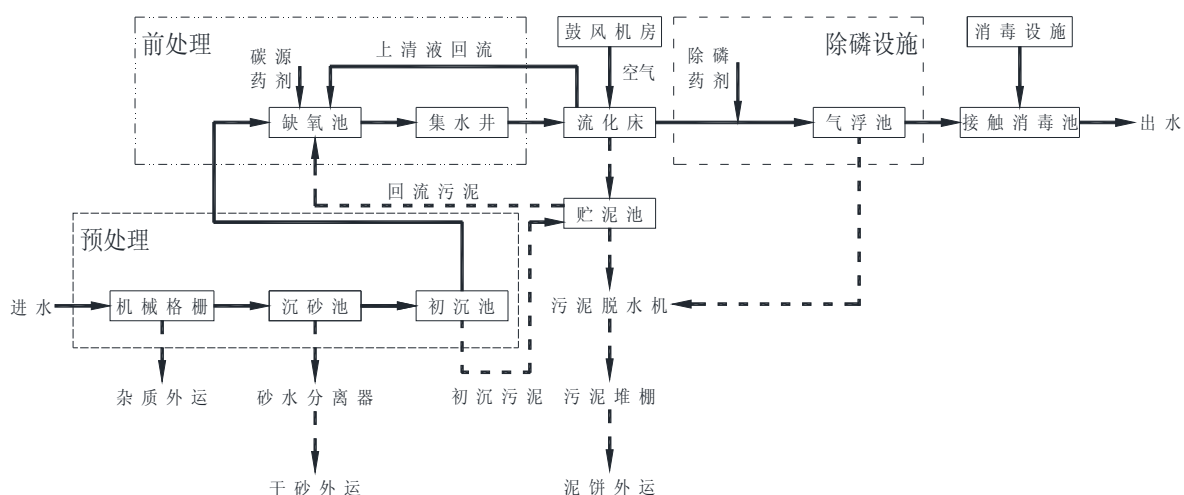 前处理
鼓风机房
除磷设施
消毒设施
碳源
药剂
上清液回流
空气
除磷
药剂
缺氧池
集水井
流化床
气浮池
接触消毒池
出水
回流污泥
贮泥池
预处理
进水
机械格栅
沉砂池
初沉池
污泥脱水机
杂质外运
砂水分离器
初沉污泥
污泥堆棚
干砂外运
泥饼外运